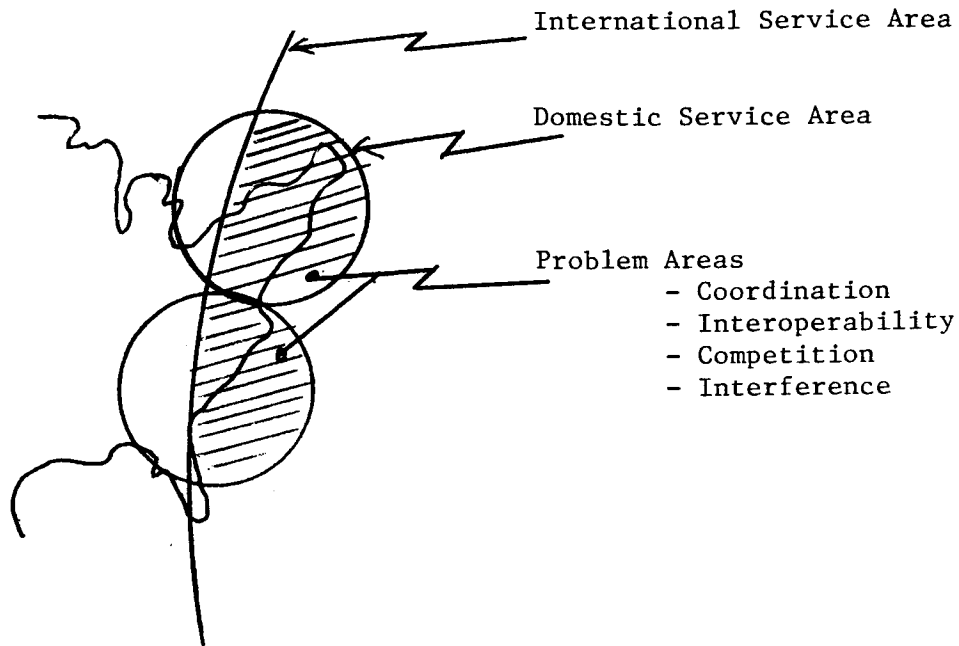 International Service Area
Domestic Service Area
Problem Areas
- Coordination
- Interoperability
- Competition
- Interference